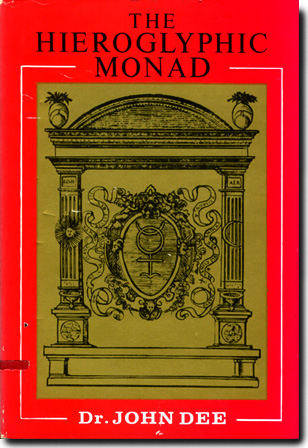 THE
HIEROGLYPHIC
MONAD
Dr. JOHN DEE